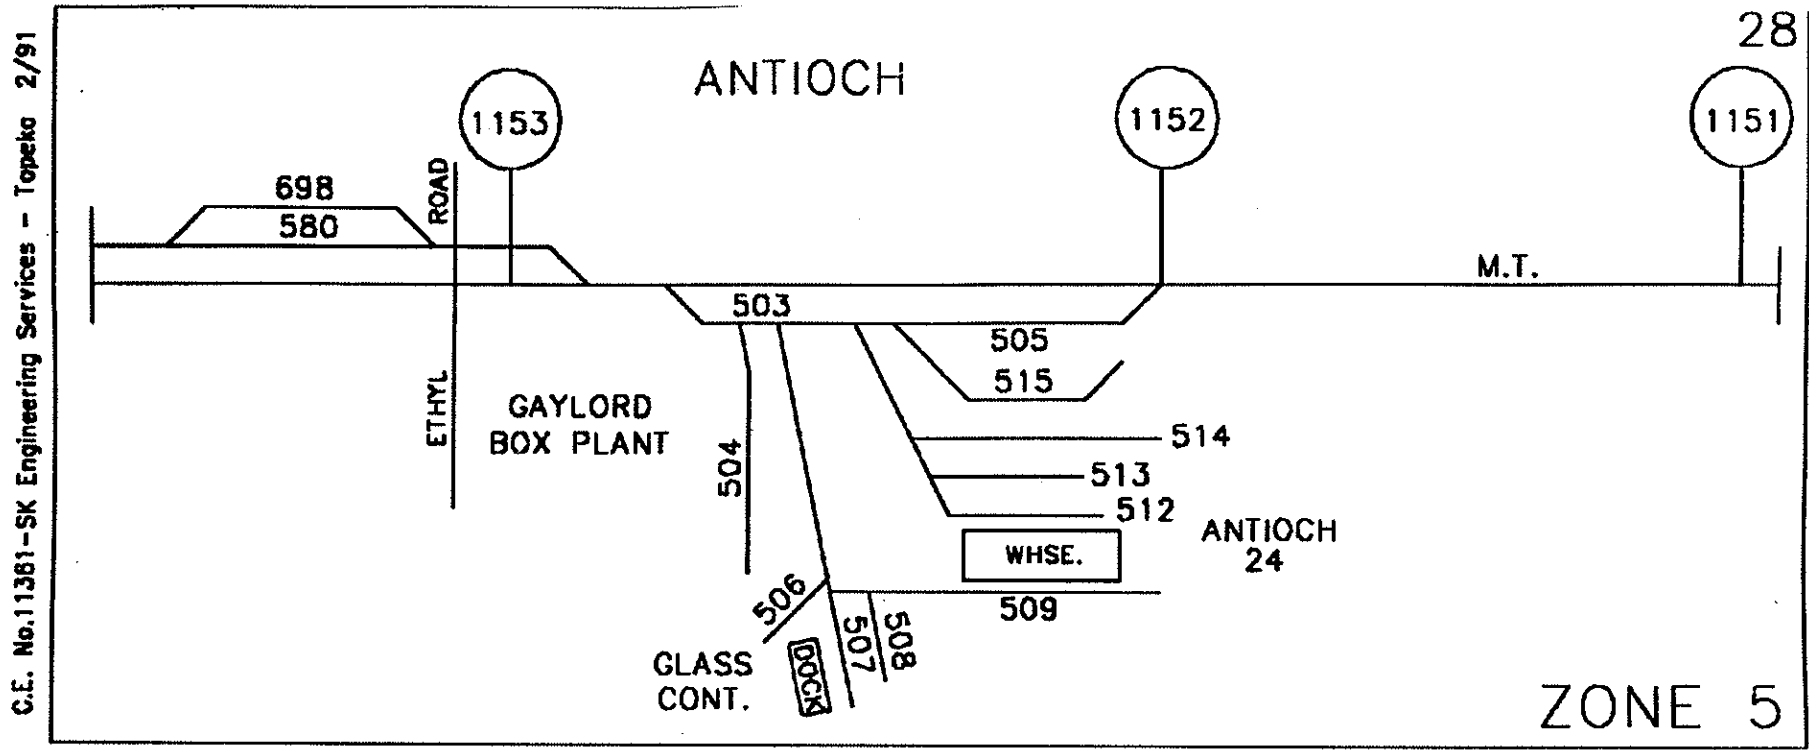 28
ANTIOCH
1153
1152
1151
C.E. No.11381-SK Engineering Services - Topeka 2/91
698
580
ROAD
ETHYL
M.T.
503
505
515
GAYLORD
BOX PLANT
504
514
513
512
WHSE.
ANTIOCH
24
506
509
507
508
GLASS
CONT.
DOCK
ZONE 5